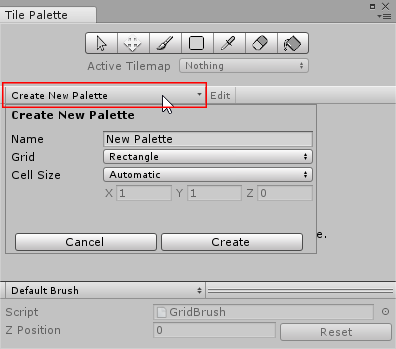 Tile Palette
Active Tilemap Nothing
Create New Palette Edit
Create New Palette
Name New Palette
Grid Rectangle
Cell Size Automatic
X 1 Y 1 Z 0
Cancel Create
e.
Default Brush
Script GridBrush
Z Position 0 Reset